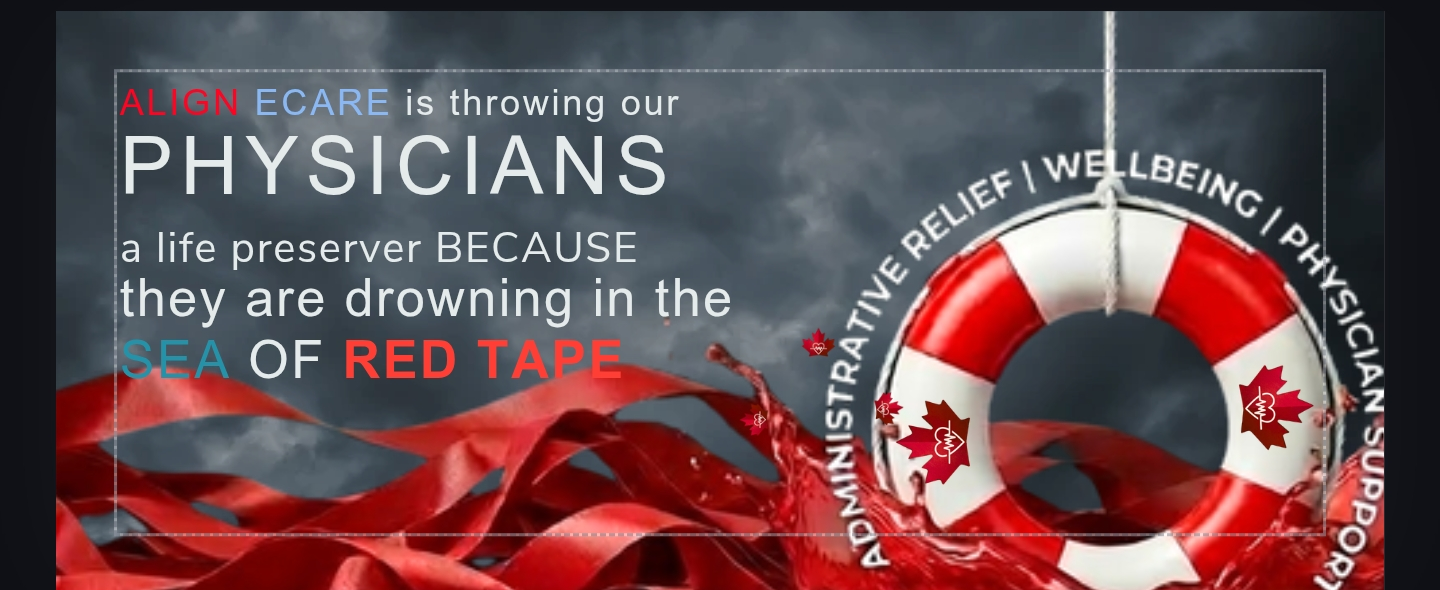 ALIGN ECARE is throwing our
PHYSICIANS
a life preserver BECAUSE
they are drowning in the
SEA OF RED TAPE
ADMINISTRATIVE RELIEF | WELLBEING | PHYSICIAN SUPPORT